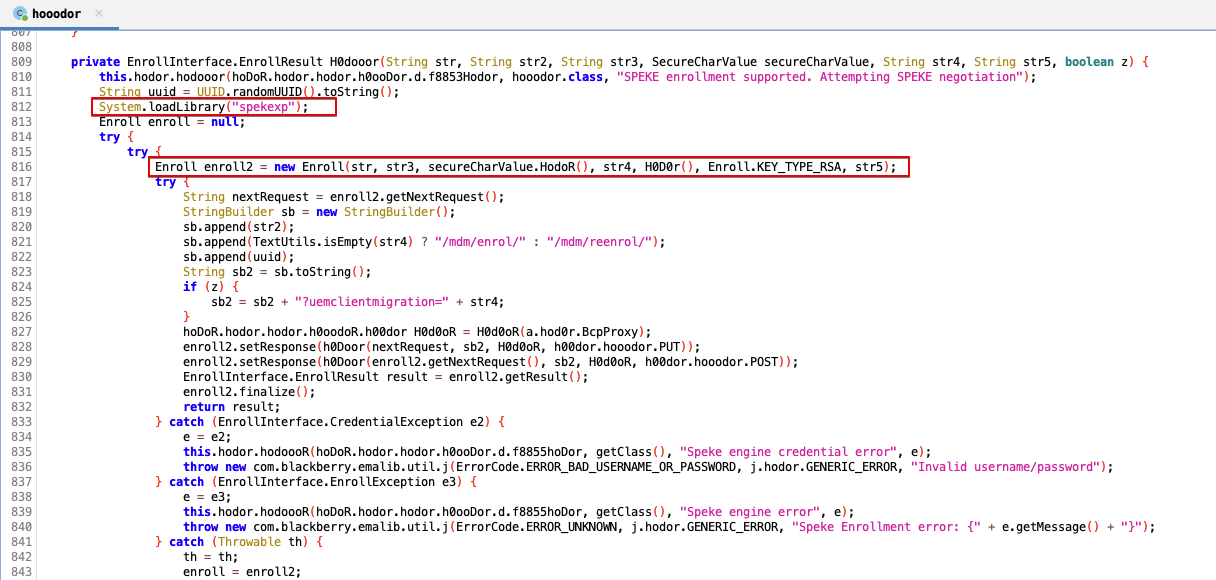 hooodor
807 }
808
809 private EnrollInterface.EnrollResult H0dooor(String str, String str2, String str3, SecureCharValue secureCharValue, String str4, String str5, boolean z) {
810 this.hodor.hodooor(hoDoR.hodor.hodor.h0ooDor.d.f8853Hodor, hooodor.class, "SPEKE enrollment supported. Attempting SPEKE negotiation");
811 String uuid = UUID.randomUUID().toString();
812 System.loadLibrary("spekexp");
813 Enroll enroll = null;
814 try {
815 try {
816 Enroll enroll2 = new Enroll(str, str3, secureCharValue.HodoR(), str4, H0D0r(), Enroll.KEY_TYPE_RSA, str5);
817 try {
818 String nextRequest = enroll2.getNextRequest();
819 StringBuilder sb = new StringBuilder();
820 sb.append(str2);
821 sb.append(TextUtils.isEmpty(str4) ? "/mdm/enrol/" : "/mdm/reenrol/");
822 sb.append(uuid);
823 String sb2 = sb.toString();
824 if (z) {
825 sb2 = sb2 + "?uemclientmigration=" + str4;
826 }
827 hoDoR.hodor.hodor.h0oodoR.h00dor H0d0oR = H0d0oR(a.hod0r.BcpProxy);
828 enroll2.setResponse(h0Door(nextRequest, sb2, H0d0oR, h00dor.hooodor.PUT));
829 enroll2.setResponse(h0Door(enroll2.getNextRequest(), sb2, H0d0oR, h00dor.hooodor.POST));
830 EnrollInterface.EnrollResult result = enroll2.getResult();
831 enroll2.finalize();
832 return result;
833 } catch (EnrollInterface.CredentialException e2) {
834 e = e2;
835 this.hodor.hodoooR(hoDoR.hodor.hodor.h0ooDor.d.f8855hoDor, getClass(), "Speke engine credential error", e);
836 throw new com.blackberry.emalib.util.j(ErrorCode.ERROR_BAD_USERNAME_OR_PASSWORD, j.hodor.GENERIC_ERROR, "Invalid username/password");
837 } catch (EnrollInterface.EnrollException e3) {
838 e = e3;
839 this.hodor.hodoooR(hoDoR.hodor.hodor.h0ooDor.d.f8855hoDor, getClass(), "Speke engine error", e);
840 throw new com.blackberry.emalib.util.j(ErrorCode.ERROR_UNKNOWN, j.hodor.GENERIC_ERROR, "Speke Enrollment error: {" + e.getMessage() + "}");
841 } catch (Throwable th) {
842 th = th;
843 enroll = enroll2;